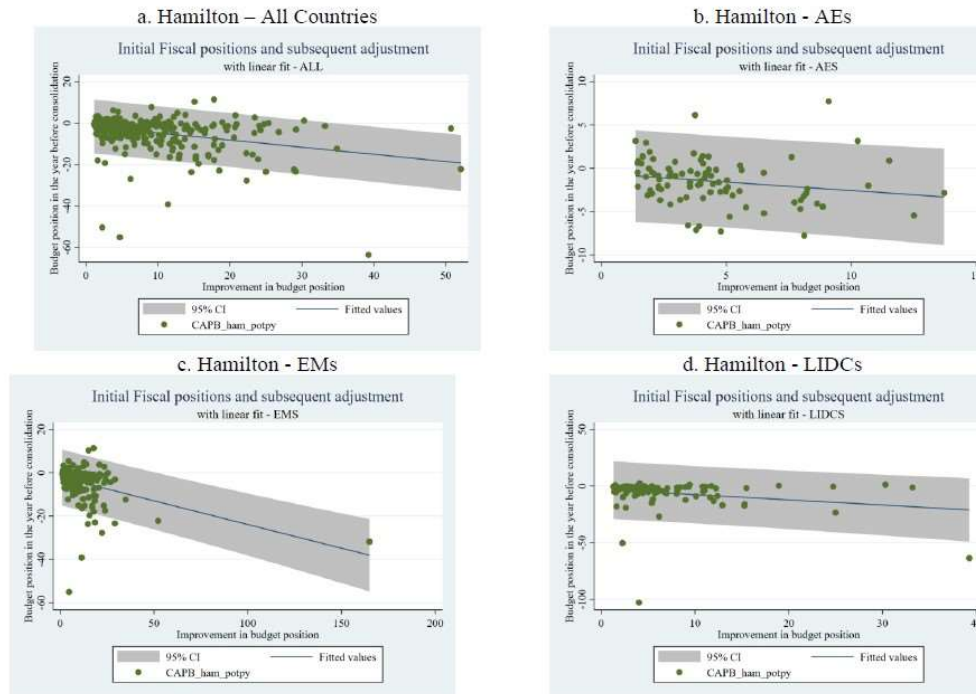 a. Hamilton – All Countries
Initial Fiscal positions and subsequent adjustment
with linear fit - ALL
Budget position in the year before consolidation
20
0
-20
-40
-60
0 10 20 30 40 50
Improvement in budget position
95% CI Fitted values
CAPB_ham_potpy
b. Hamilton - AEs
Initial Fiscal positions and subsequent adjustment
with linear fit - AES
Budget position in the year before consolidation
10
5
0
-5
-10
0 5 10 15
Improvement in budget position
95% CI Fitted values
CAPB_ham_potpy
c. Hamilton - EMs
Initial Fiscal positions and subsequent adjustment
with linear fit - EMS
Budget position in the year before consolidation
20
0
-20
-40
-60
0 50 100 150 200
Improvement in budget position
95% CI Fitted values
CAPB_ham_potpy
d. Hamilton - LIDCs
Initial Fiscal positions and subsequent adjustment
with linear fit - LIDCS
Budget position in the year before consolidation
50
0
-50
-100
0 10 20 30
Improvement in budget position
95% CI Fitted values
CAPB_ham_potpy